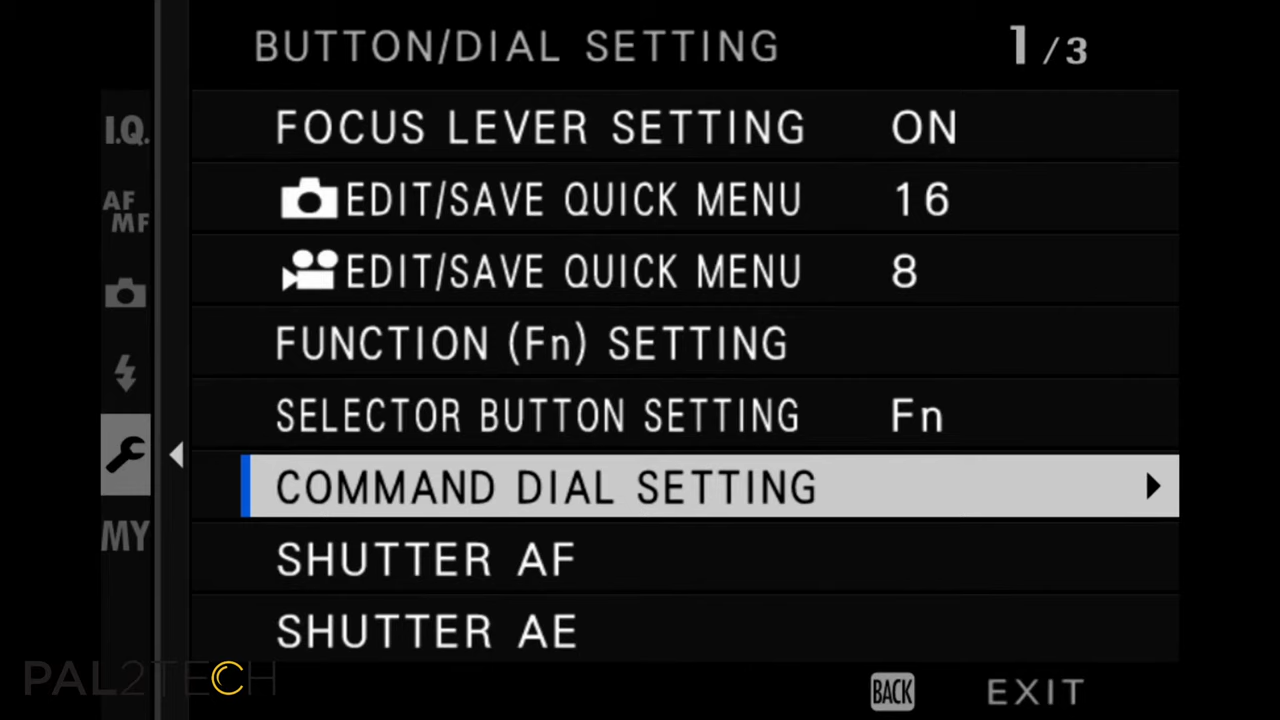 BUTTON/DIAL SETTING 1/3
I.Q.
FOCUS LEVER SETTING ON
EDIT/SAVE QUICK MENU 16
AF
MF
EDIT/SAVE QUICK MENU 8
FUNCTION (Fn) SETTING
SELECTOR BUTTON SETTING Fn
COMMAND DIAL SETTING
MY
SHUTTER AF
SHUTTER AE
PAL2TECH
BACK EXIT